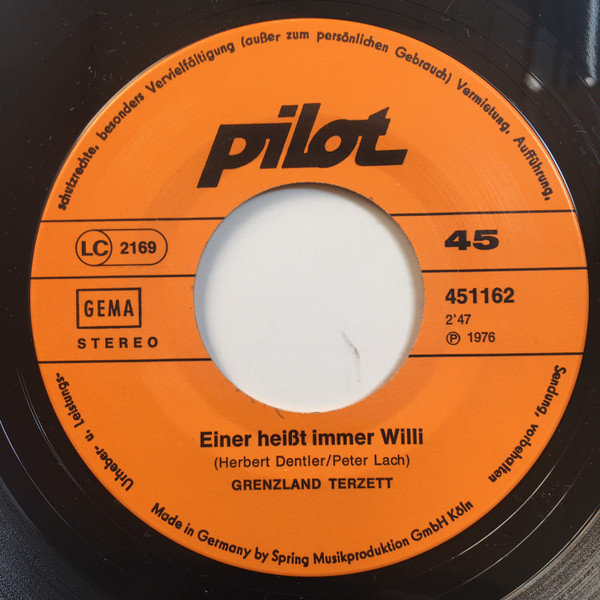 Urheber- u. Leistungs-
schutzrechte, besonders Vervielfältigung (außer zum persönlichen Gebrauch) Vermietung, Aufführung,
Sendung, vorbehalten
pilot
LC 2169
45
GEMA
STEREO
451162
2'47
Ⓟ 1976
Einer heißt immer Willi
(Herbert Dentler/Peter Lach)
GRENZLAND TERZETT
Made in Germany by Spring Musikproduktion GmbH Köln